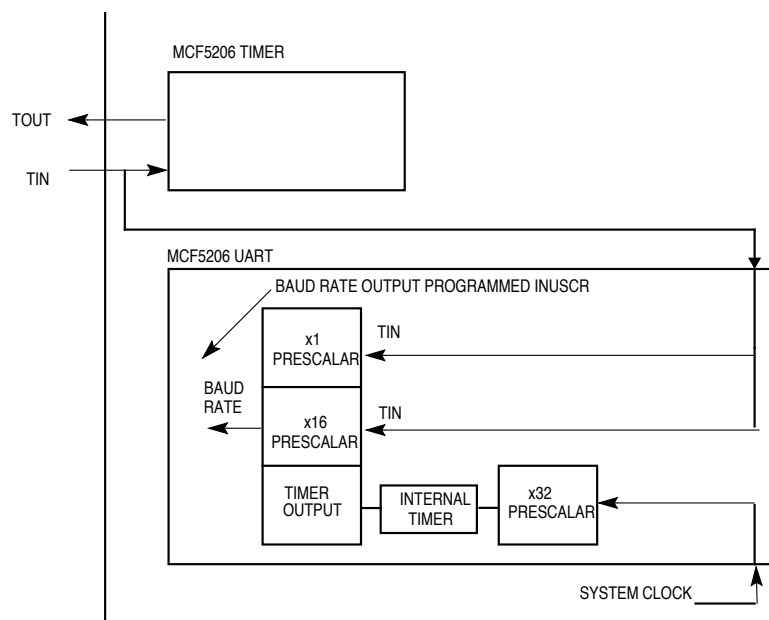 MCF5206 TIMER
TOUT
TIN
MCF5206 UART
BAUD RATE OUTPUT PROGRAMMED INUSCR
x1
PRESCALAR
TIN
BAUD
RATE
x16
PRESCALAR
TIN
TIMER
OUTPUT
INTERNAL
TIMER
x32
PRESCALAR
SYSTEM CLOCK